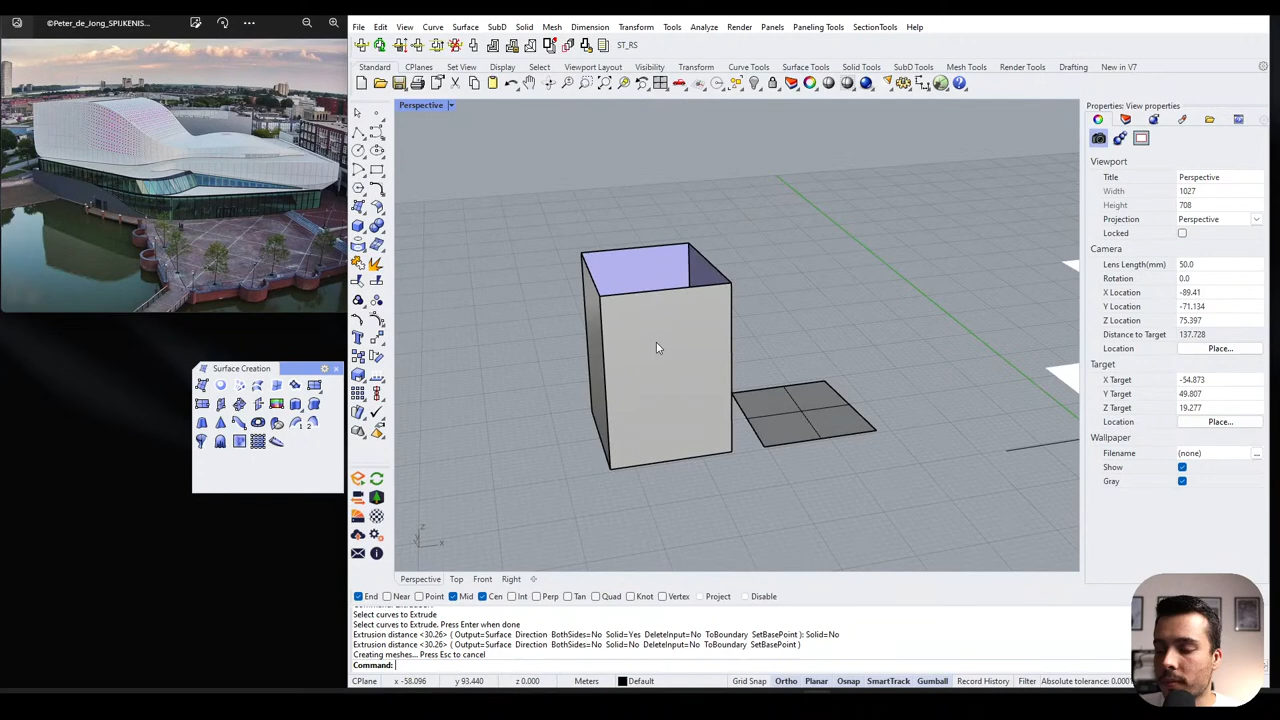 ©Peter_de_Jong_SPIJKENIS...
File Edit View Curve Surface SubD Solid Mesh Dimension Transform Tools Analyze Render Panels Paneling Tools SectionTools Help
ST_RS
Standard CPlanes Set View Display Select Viewport Layout Visibility Transform Curve Tools Surface Tools Solid Tools SubD Tools Mesh Tools Render Tools Drafting New in V7
Perspective
Properties: View properties
Viewport
Title Perspective
Width 1027
Height 708
Projection Perspective
Locked
Camera
Lens Length(mm) 50.0
Rotation 0.0
X Location -89.41
Y Location -71.134
Z Location 75.397
Distance to Target 137.728
Location Place...
Target
X Target -54.873
Y Target 49.807
Z Target 19.277
Location Place...
Wallpaper
Filename (none) ...
Show
Gray
Surface Creation
z
y
x
Perspective Top Front Right
End Near Point Mid Cen Int Perp Tan Quad Knot Vertex Project Disable
Select curves to Extrude
Select curves to Extrude. Press Enter when done
Extrusion distance <30.26> ( Output=Surface Direction BothSides=No Solid=Yes DeleteInput=No ToBoundary SetBasePoint ): Solid=No
Extrusion distance <30.26> ( Output=Surface Direction BothSides=No Solid=No DeleteInput=No ToBoundary SetBasePoint )
Creating meshes... Press Esc to cancel
Command:
CPlane x -58.096 y 93.440 z 0.000 Meters Default Grid Snap Ortho Planar Osnap SmartTrack Gumball Record History Filter Absolute tolerance: 0.0001